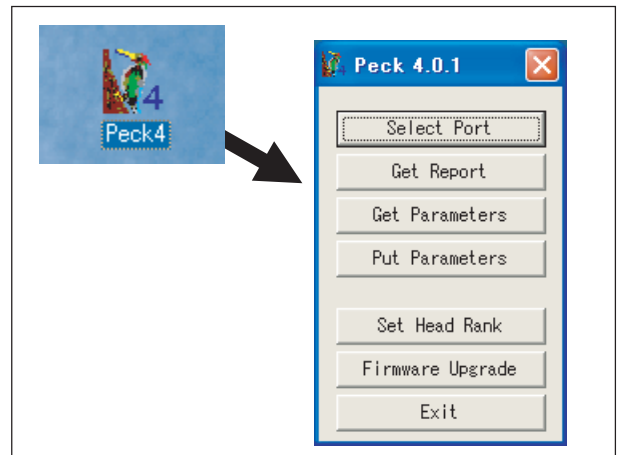 4
Peck4
4 Peck 4.0.1
Select Port
Get Report
Get Parameters
Put Parameters
Set Head Rank
Firmware Upgrade
Exit